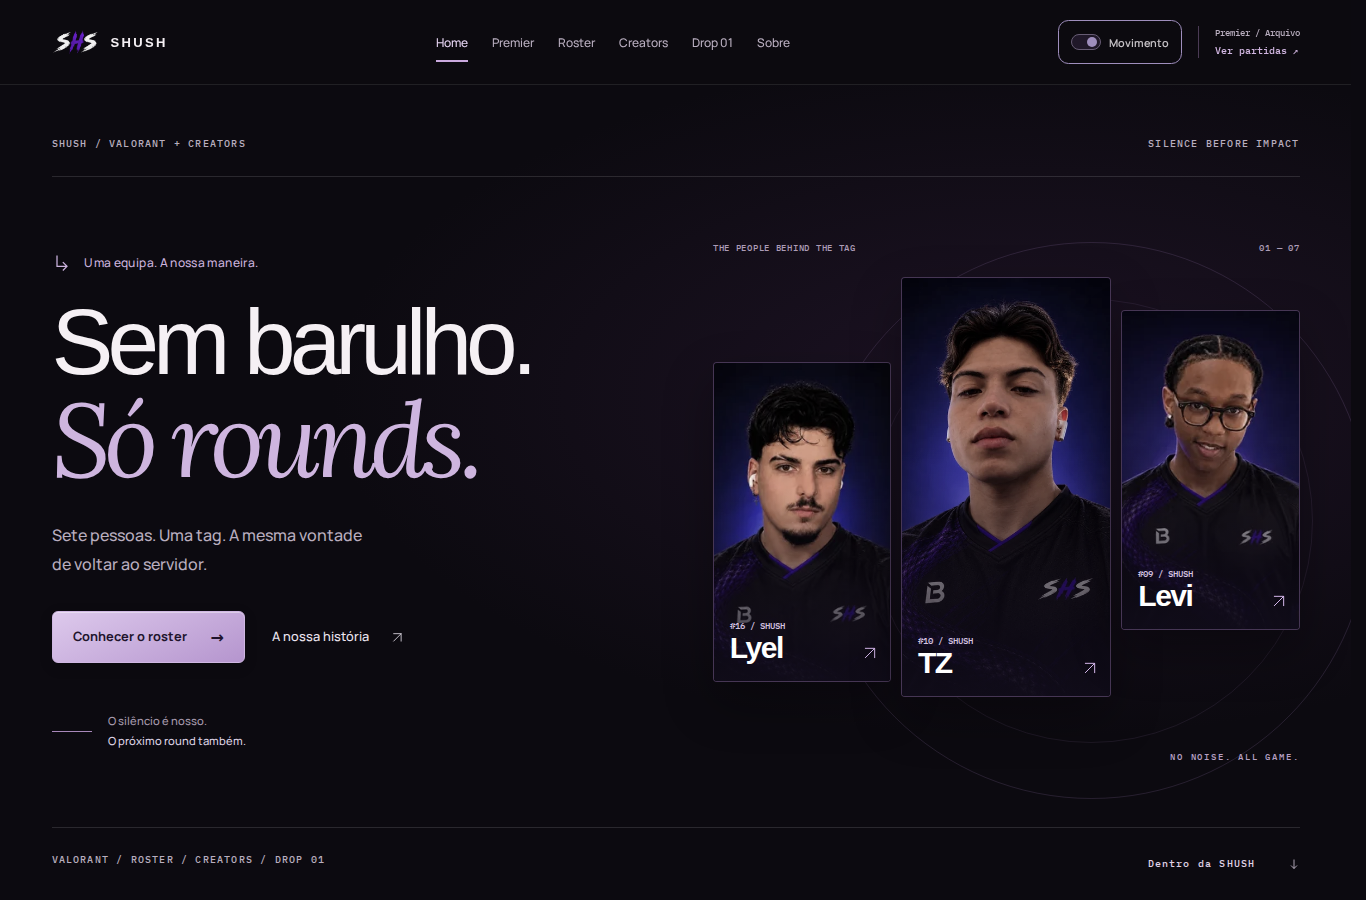 SHS SHUSH
Home Premier Roster Creators Drop 01 Sobre
Movimento
Premier / Arquivo
Ver partidas ↗
SHUSH / VALORANT + CREATORS
SILENCE BEFORE IMPACT
Uma equipa. A nossa maneira.
Sem barulho.
Só rounds.
Sete pessoas. Uma tag. A mesma vontade
de voltar ao servidor.
Conhecer o roster →
A nossa história
O silêncio é nosso.
O próximo round também.
THE PEOPLE BEHIND THE TAG
01 — 07
B SHS
#16 / SHUSH
Lyel
B SHS
#10 / SHUSH
TZ
B SHS
#09 / SHUSH
Levi
NO NOISE. ALL GAME.
VALORANT / ROSTER / CREATORS / DROP 01
Dentro da SHUSH ↓